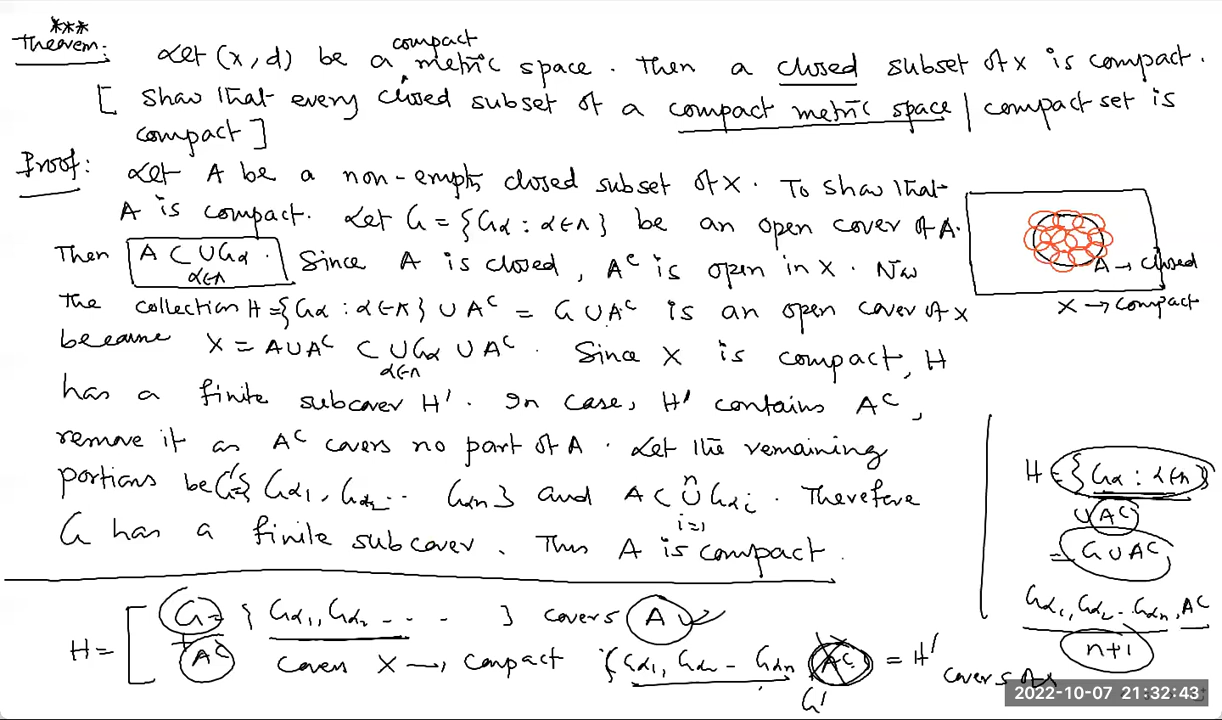 ***
Theorem: Let (X, d) be a compact metric space. Then a closed subset of X is compact.
[ Show that every closed subset of a compact metric space | compact set is
compact ]
Proof: Let A be a non-empty closed subset of X. To show that
A is compact. Let G = {Gα : α∈Λ} be an open cover of A.
Then A ⊂ ∪Gα. Since A is closed, A^c is open in X. Now
α∈Λ
The collection H = {Gα : α∈Λ} ∪ A^c = G ∪ A^c is an open cover of X
because X = A∪A^c ⊂ ∪Gα ∪ A^c. Since X is compact, H
α∈Λ
has a finite subcover H'. In case, H' contains A^c,
remove it as A^c covers no part of A. Let the remaining
portions be G'={Gα1, Gα2 .. Gαn} and A ⊂ ∪ Gαi. Therefore
n
i=1
G has a finite subcover. Thus A is compact.
A → closed
X → compact
H = {Gα : α∈Λ}
∪ A^c
= G ∪ A^c
Gα1, Gα2 .. Gαn, A^c
n+1
H = [ G = { Gα1, Gα2 - - - } covers A
+
A^c covers X → compact {Gα1, Gα2 - Gαn A^c} = H'
G'
covers
2022-10-07 21:32:43